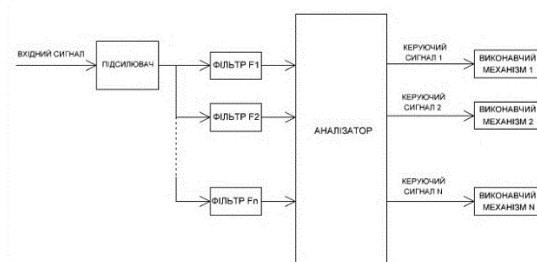 ВХІДНИЙ СИГНАЛ
ПІДСИЛЮВАЧ
ФІЛЬТР F1
ФІЛЬТР F2
ФІЛЬТР Fn
АНАЛІЗАТОР
КЕРУЮЧИЙ
СИГНАЛ 1
КЕРУЮЧИЙ
СИГНАЛ 2
КЕРУЮЧИЙ
СИГНАЛ N
ВИКОНАВЧИЙ
МЕХАНІЗМ 1
ВИКОНАВЧИЙ
МЕХАНІЗМ 2
ВИКОНАВЧИЙ
МЕХАНІЗМ N